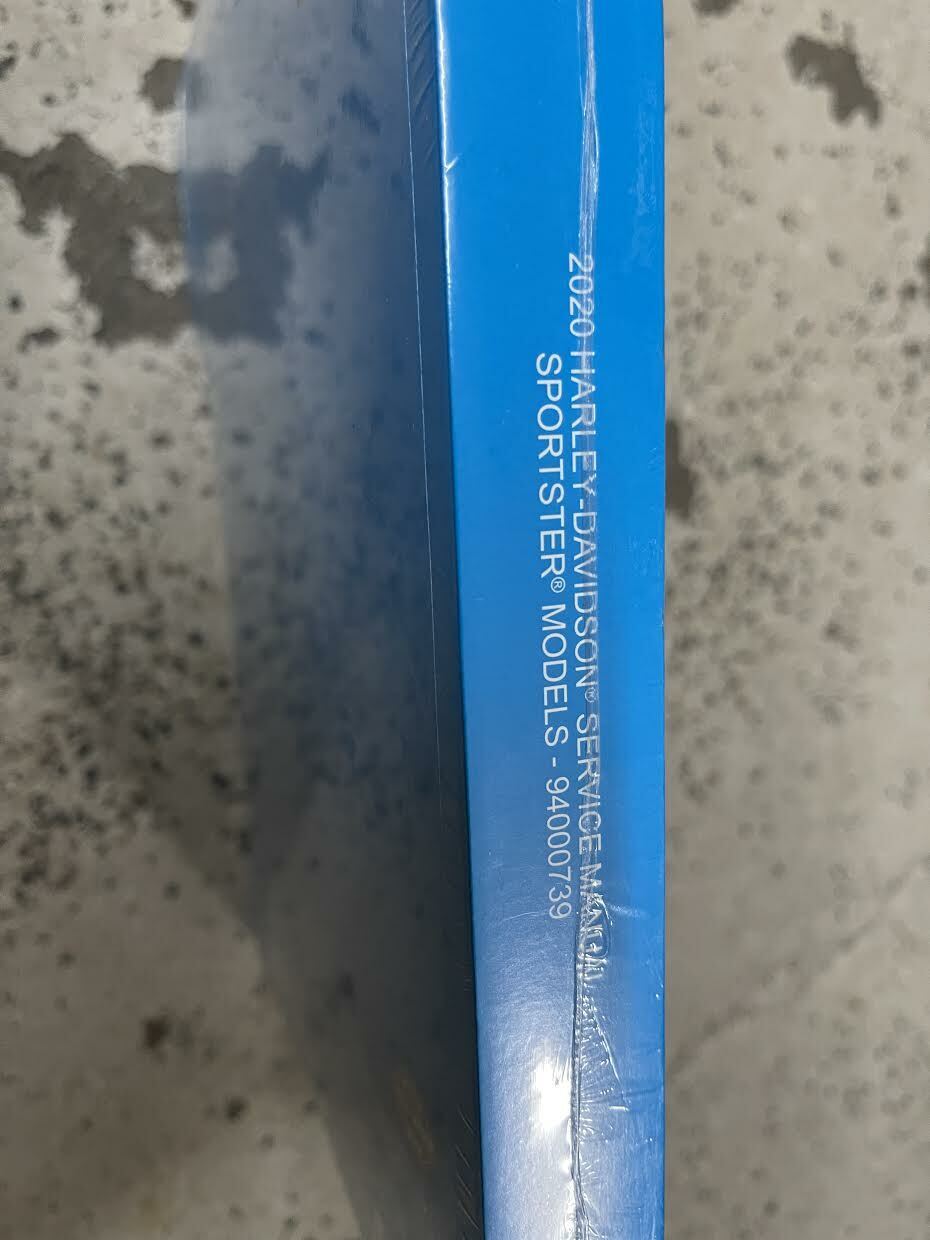 2020 HARLEY-DAVIDSON® SERVICE MANUAL
SPORTSTER® MODELS - 94000739